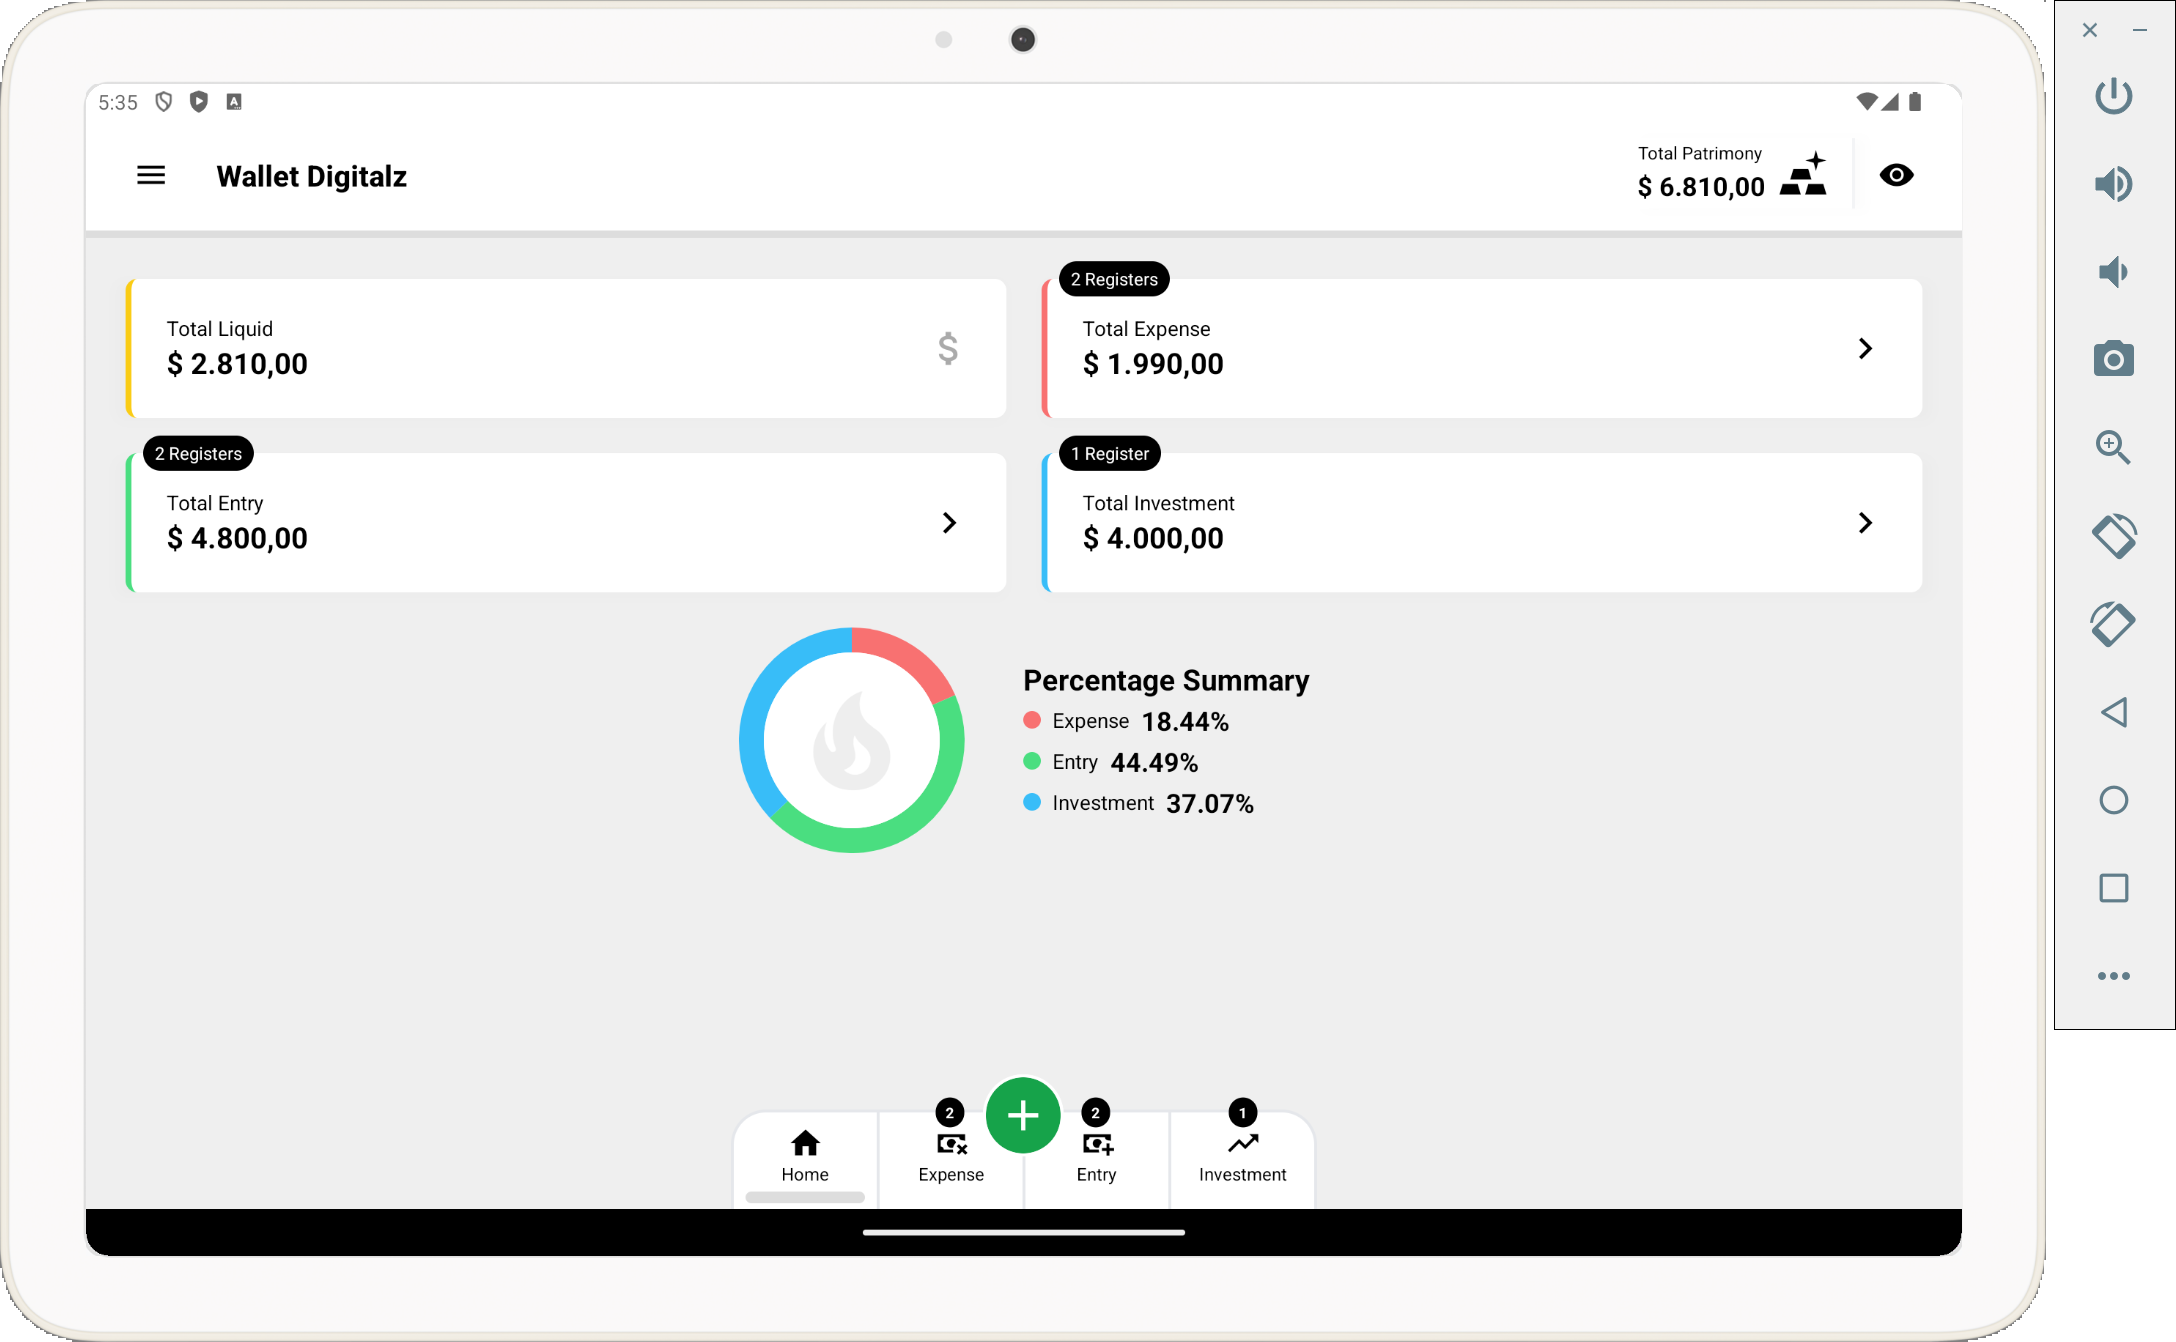 5:35
Wallet Digitalz
Total Patrimony
$ 6.810,00
Total Liquid
$ 2.810,00
$
2 Registers
Total Expense
$ 1.990,00
2 Registers
Total Entry
$ 4.800,00
1 Register
Total Investment
$ 4.000,00
Percentage Summary
Expense 18.44%
Entry 44.49%
Investment 37.07%
Home
2
Expense
2
Entry
1
Investment